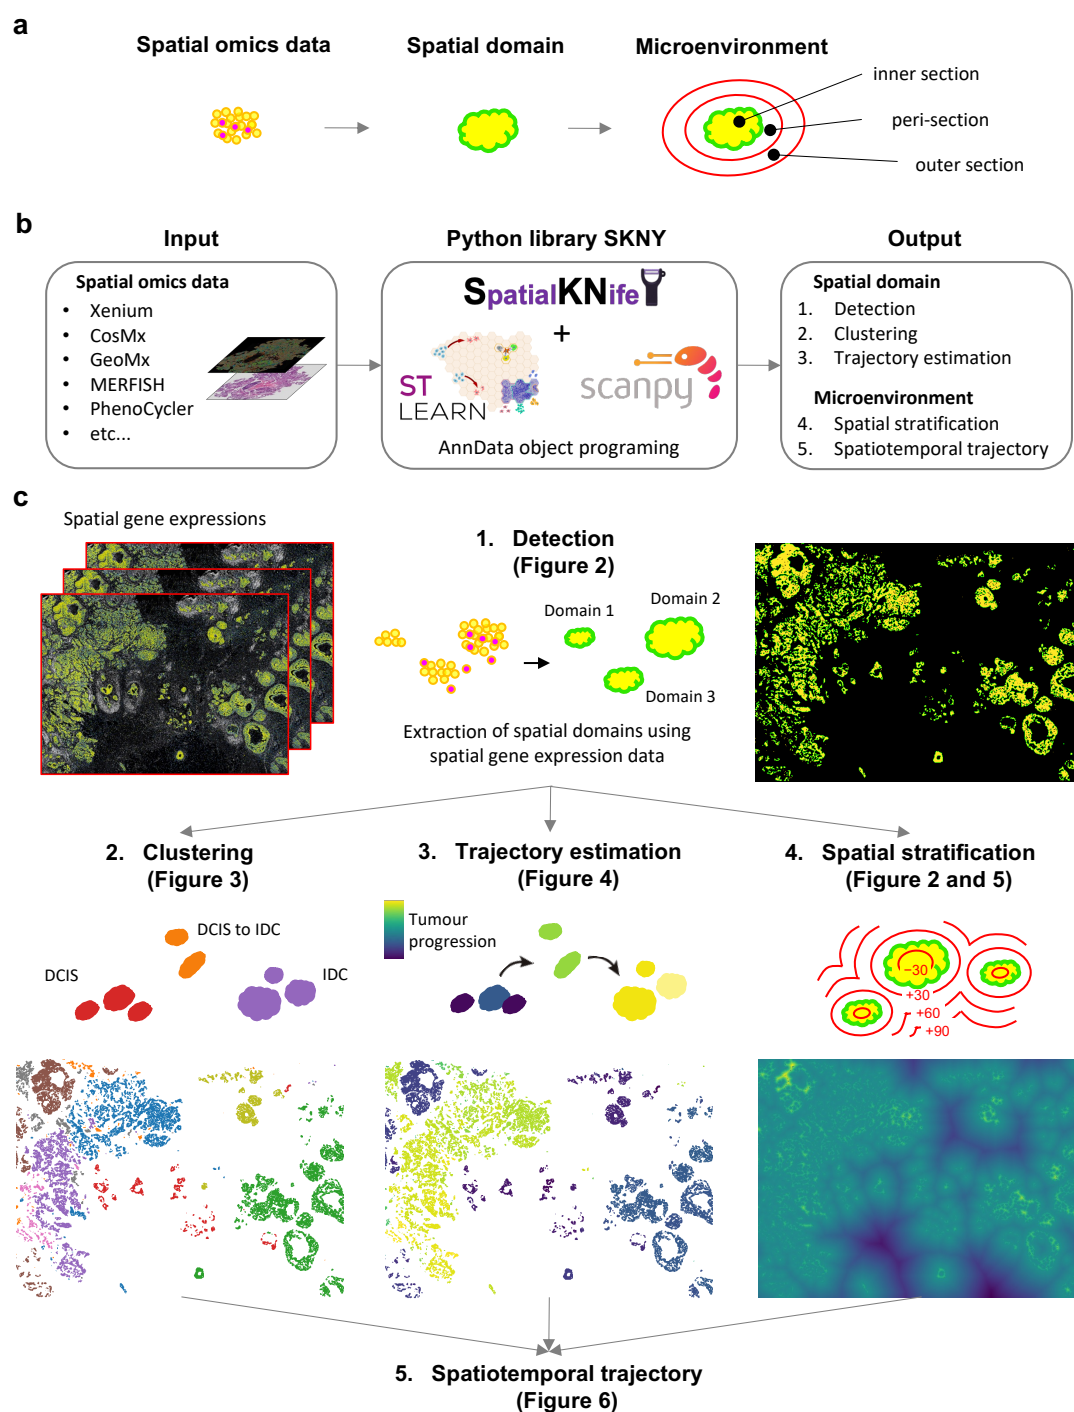 a
Spatial omics data
Spatial domain
Microenvironment
inner section
peri-section
outer section
b
Input
Python library SKNY
Output
Spatial omics data
• Xenium
• CosMx
• GeoMx
• MERFISH
• PhenoCycler
• etc...
SpatialKNife
+
ST
LEARN
scanpy
AnnData object programing
Spatial domain
1. Detection
2. Clustering
3. Trajectory estimation
Microenvironment
4. Spatial stratification
5. Spatiotemporal trajectory
c
Spatial gene expressions
1. Detection
(Figure 2)
Domain 1
Domain 2
Domain 3
Extraction of spatial domains using
spatial gene expression data
2. Clustering
(Figure 3)
DCIS to IDC
DCIS
IDC
3. Trajectory estimation
(Figure 4)
Tumour
progression
4. Spatial stratification
(Figure 2 and 5)
−30
+30
+60
+90
5. Spatiotemporal trajectory
(Figure 6)